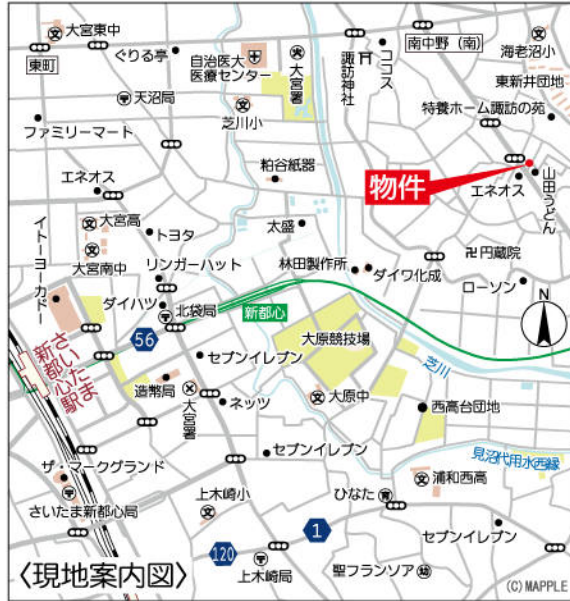 大宮東中
東町
ぐりる亭
自治医大
医療センター
大宮署
諏訪神社
ココス
南中野(南)
海老沼小
東新井団地
特養ホーム諏訪の苑
天沼局
芝川小
ファミリーマート
粕谷紙器
物件
エネオス
山田うどん
エネオス
大宮高
トヨタ
太盛
大宮南中
リンガーハット
林田製作所
ダイワ化成
卍円蔵院
イトーヨーカドー
ローソン
ダイハツ
北袋局
新都心
N
56
大原競技場
さいたま
新都心駅
セブンイレブン
芝川
造幣局
大宮署
ネッツ
大原中
西高台団地
セブンイレブン
見沼代用水西縁
ザ・マークグランド
浦和西高
ひなた
さいたま新都心局
上木崎小
1
セブンイレブン
120
上木崎局
聖フランソア
〈現地案内図〉
(C)MAPPLE